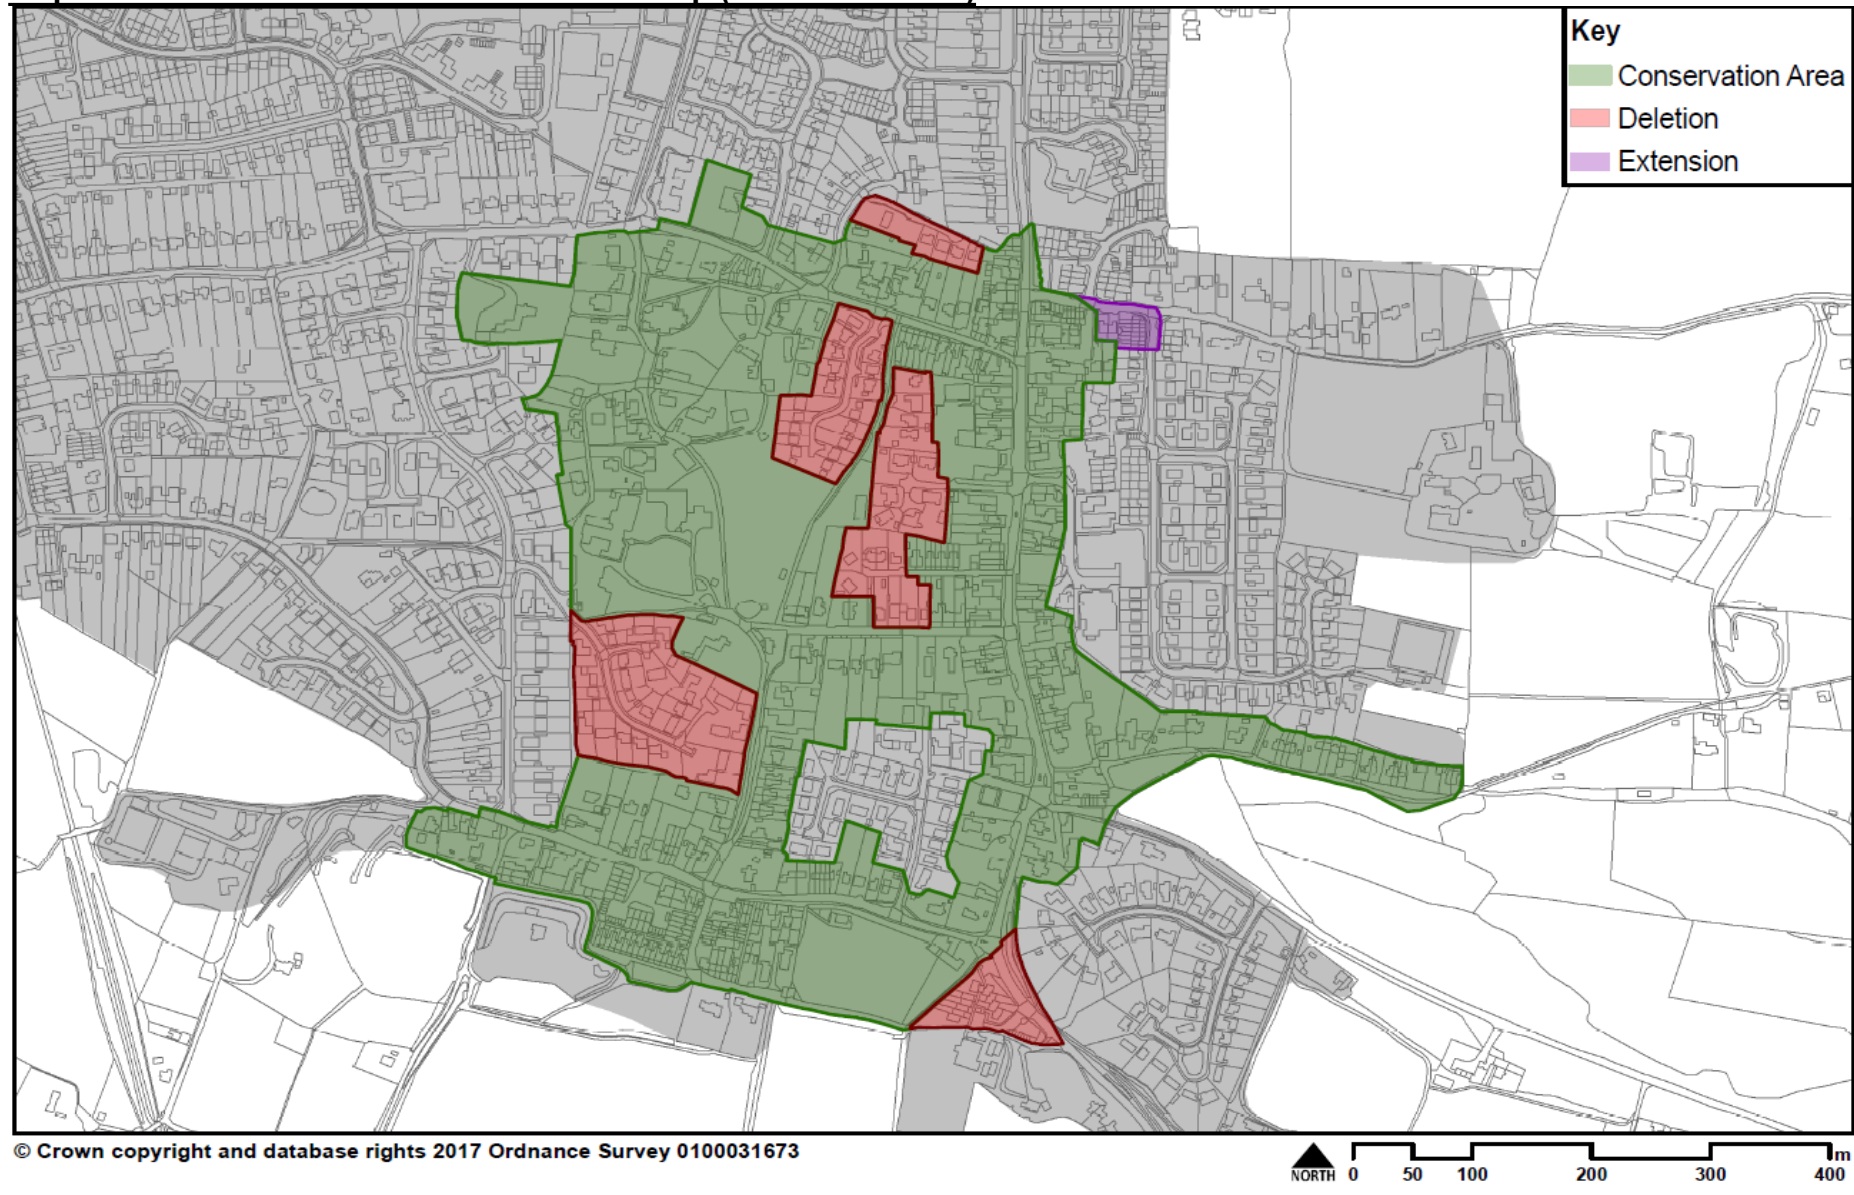 Key
Conservation Area
Deletion
Extension
© Crown copyright and database rights 2017 Ordnance Survey 0100031673
NORTH
0 50 100 200 300 400
m